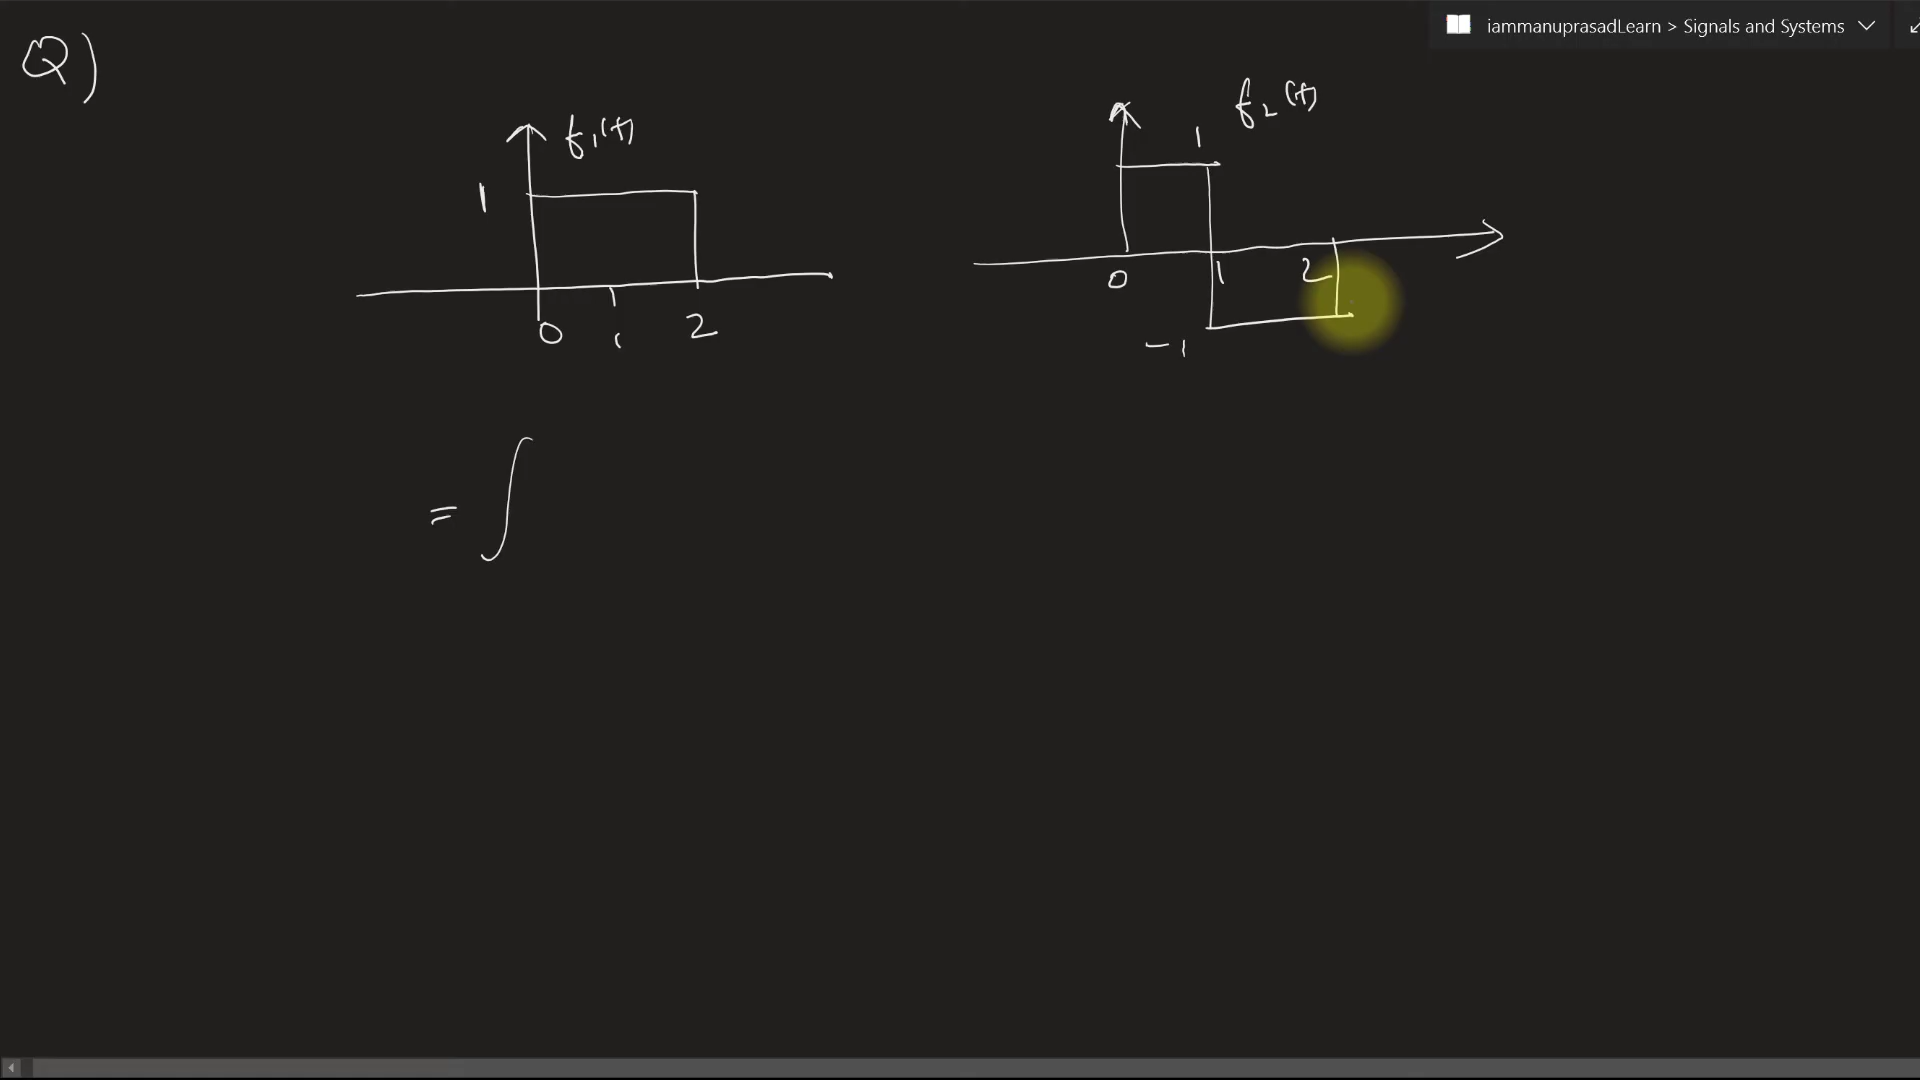 iammanuprasadLearn > Signals and Systems
Q)
f₁(t)
1
0 1 2
f₂(t)
1
0 1 2
-1
= ∫